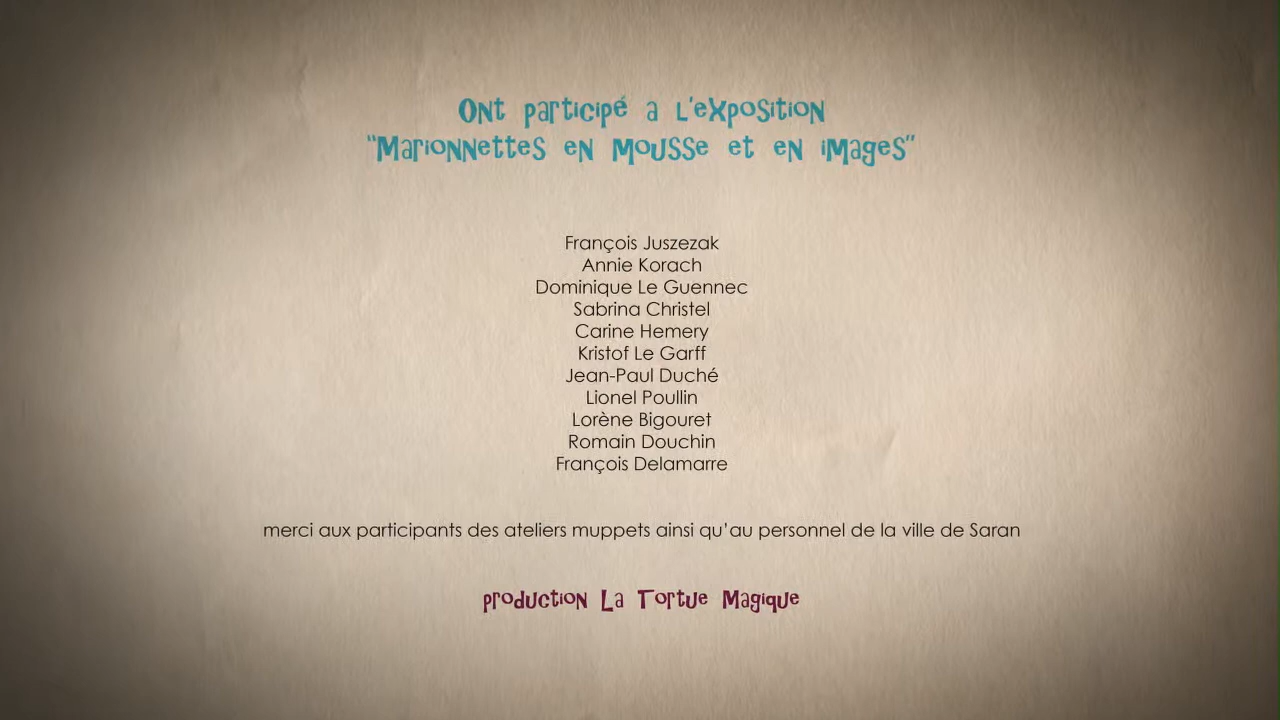 Ont participé a l'exposition
"Marionnettes en mousse et en images"
François Juszezak
Annie Korach
Dominique Le Guennec
Sabrina Christel
Carine Hemery
Kristof Le Garff
Jean-Paul Duché
Lionel Poullin
Lorène Bigouret
Romain Douchin
François Delamarre
merci aux participants des ateliers muppets ainsi qu'au personnel de la ville de Saran
production La Tortue Magique